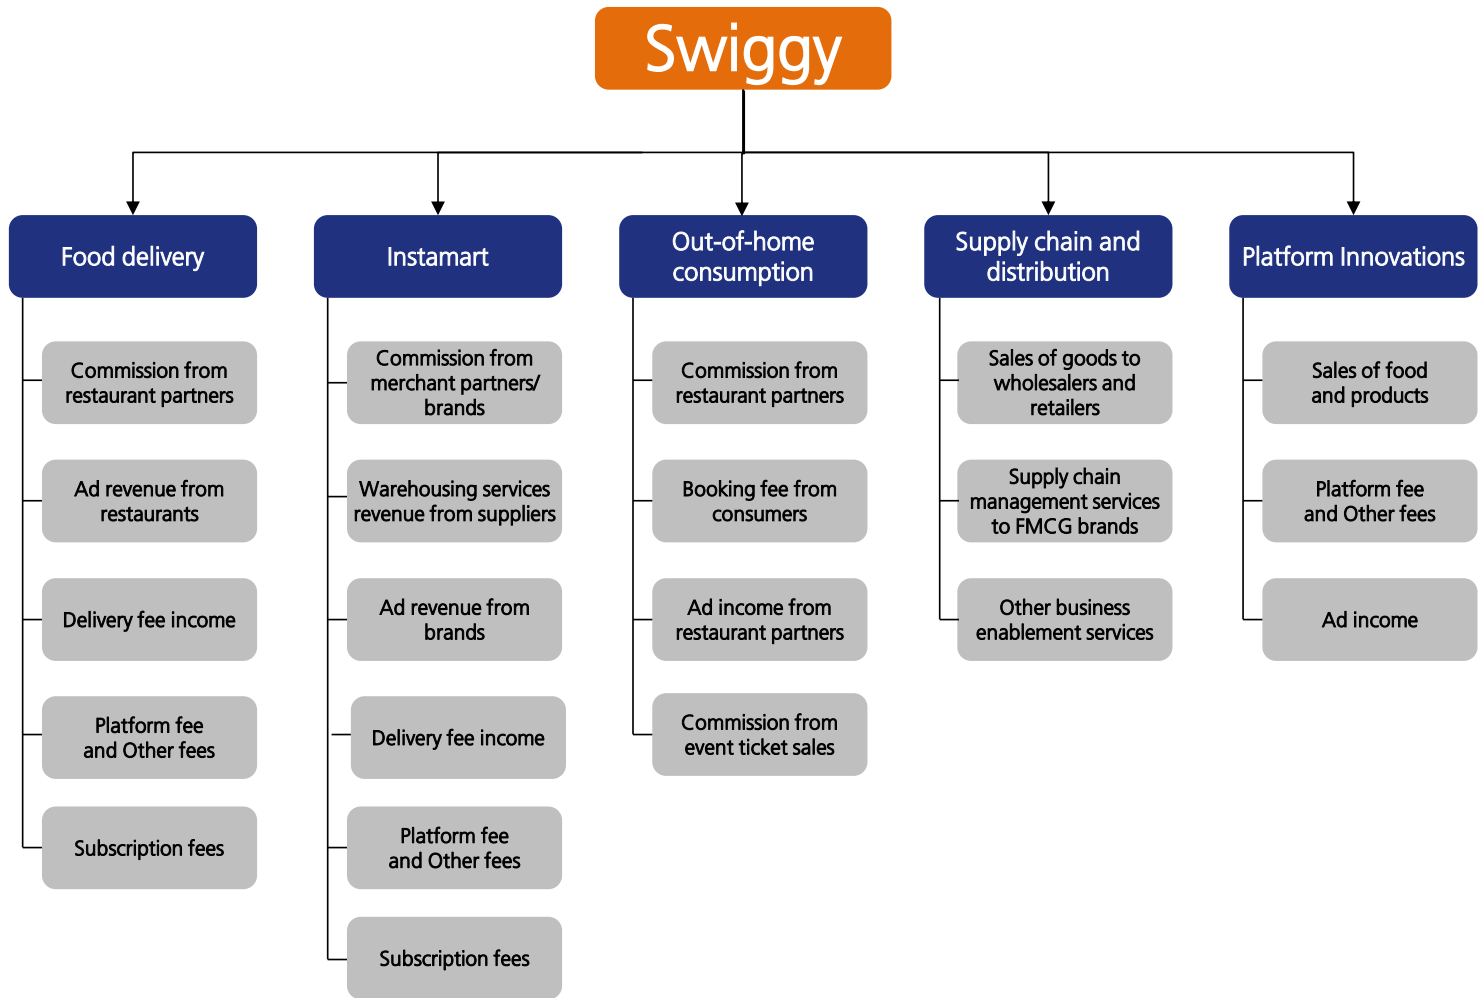 Swiggy
Food delivery
Commission from
restaurant partners
Ad revenue from
restaurants
Delivery fee income
Platform fee
and Other fees
Subscription fees
Instamart
Commission from
merchant partners/
brands
Warehousing services
revenue from suppliers
Ad revenue from
brands
Delivery fee income
Platform fee
and Other fees
Subscription fees
Out-of-home
consumption
Commission from
restaurant partners
Booking fee from
consumers
Ad income from
restaurant partners
Commission from
event ticket sales
Supply chain and
distribution
Sales of goods to
wholesalers and
retailers
Supply chain
management services
to FMCG brands
Other business
enablement services
Platform Innovations
Sales of food
and products
Platform fee
and Other fees
Ad income